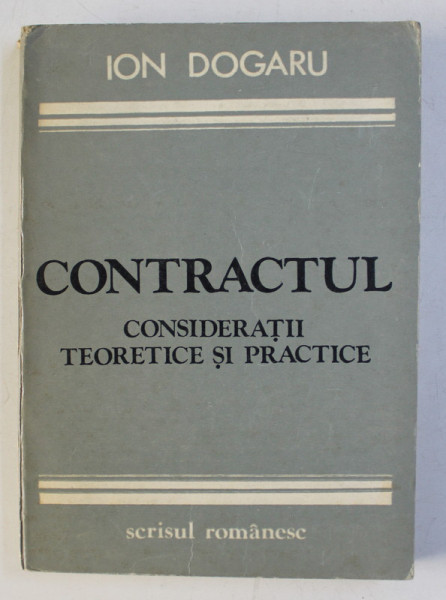 ION DOGARU
CONTRACTUL
CONSIDERAȚII
TEORETICE ȘI PRACTICE
scrisul românesc